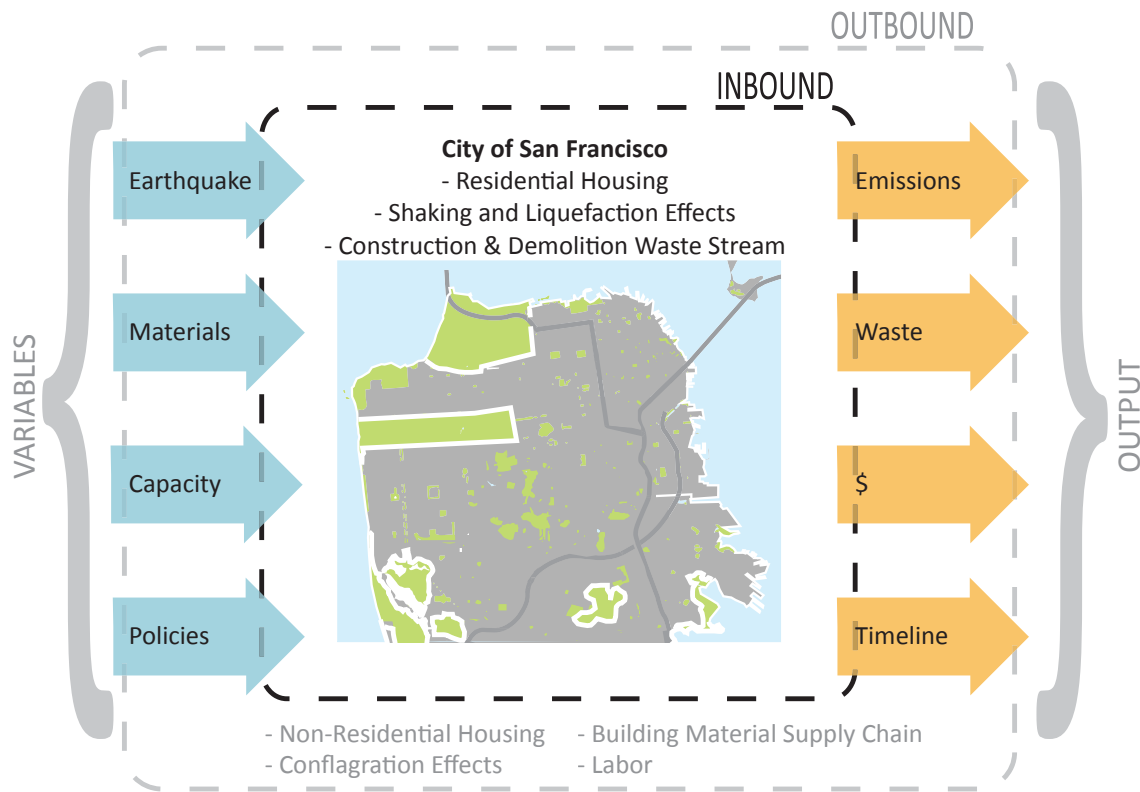 OUTBOUND
INBOUND
VARIABLES
Earthquake
Materials
Capacity
Policies
City of San Francisco
- Residential Housing
- Shaking and Liquefaction Effects
- Construction & Demolition Waste Stream
Emissions
Waste
$
Timeline
OUTPUT
- Non-Residential Housing
- Conflagration Effects
- Building Material Supply Chain
- Labor